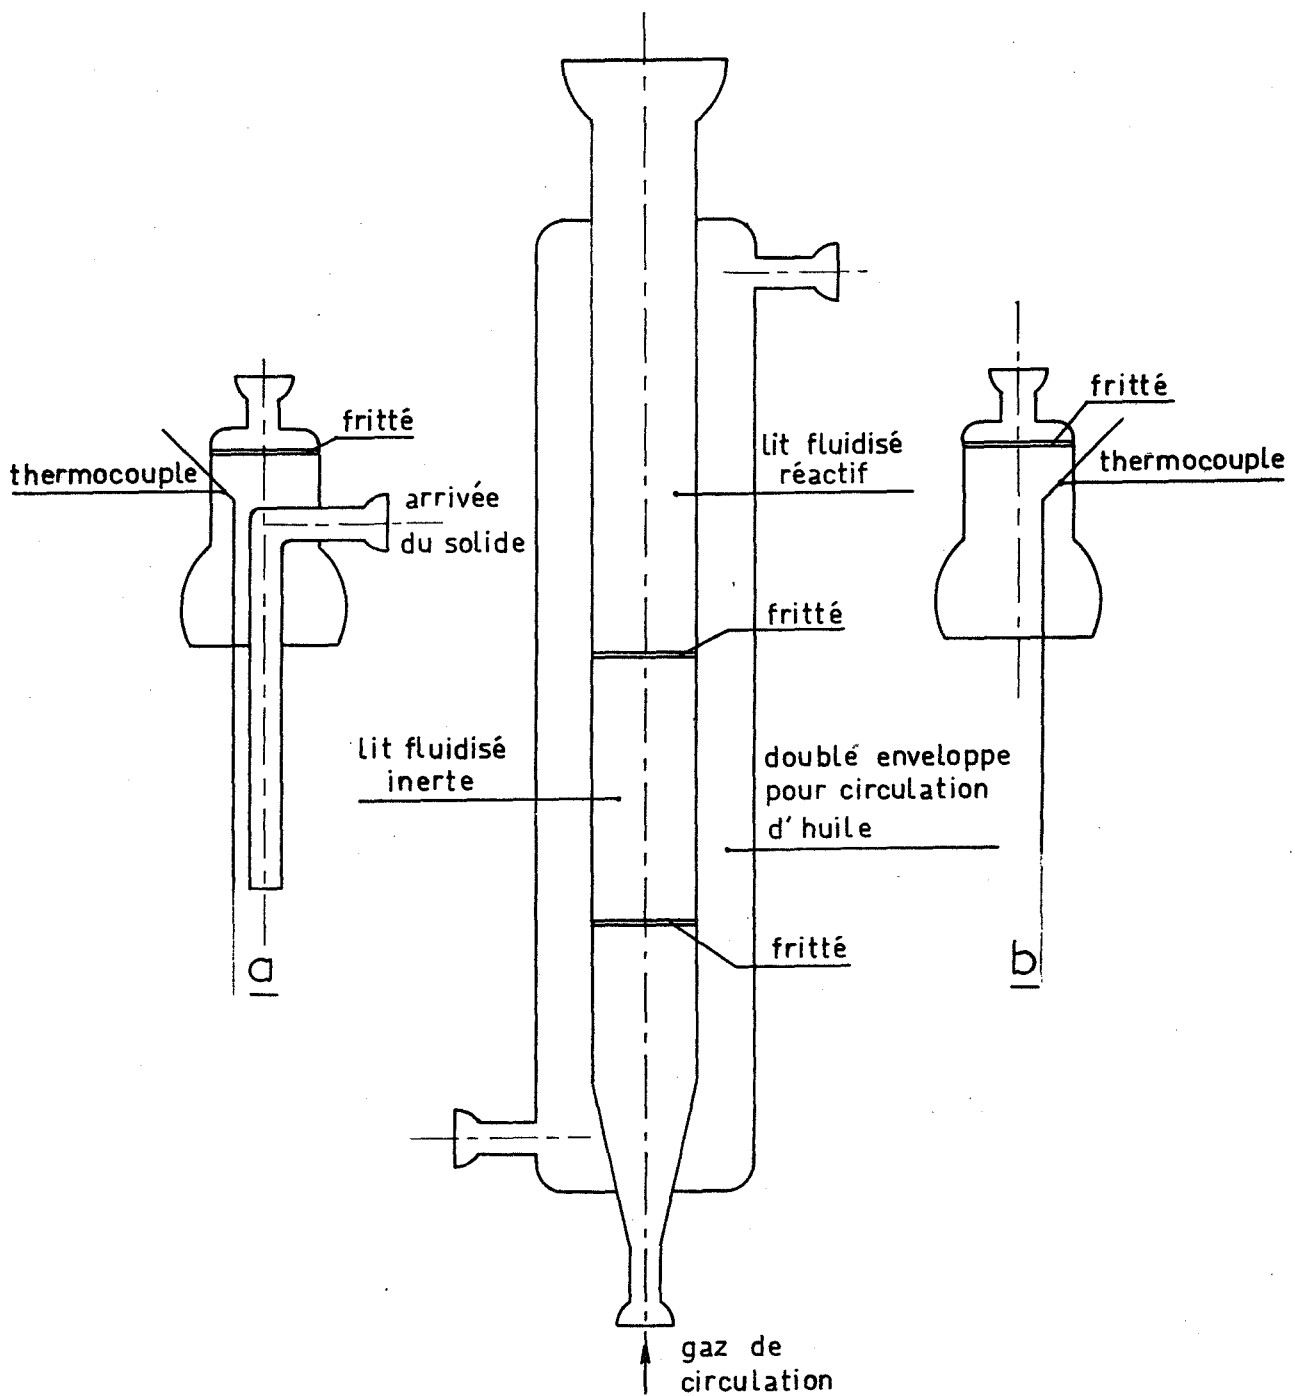 fritté
thermocouple
arrivée
du solide
a
lit fluidisé
réactif
fritté
lit fluidisé
inerte
doublé enveloppe
pour circulation
d'huile
fritté
gaz de
circulation
fritté
thermocouple
b